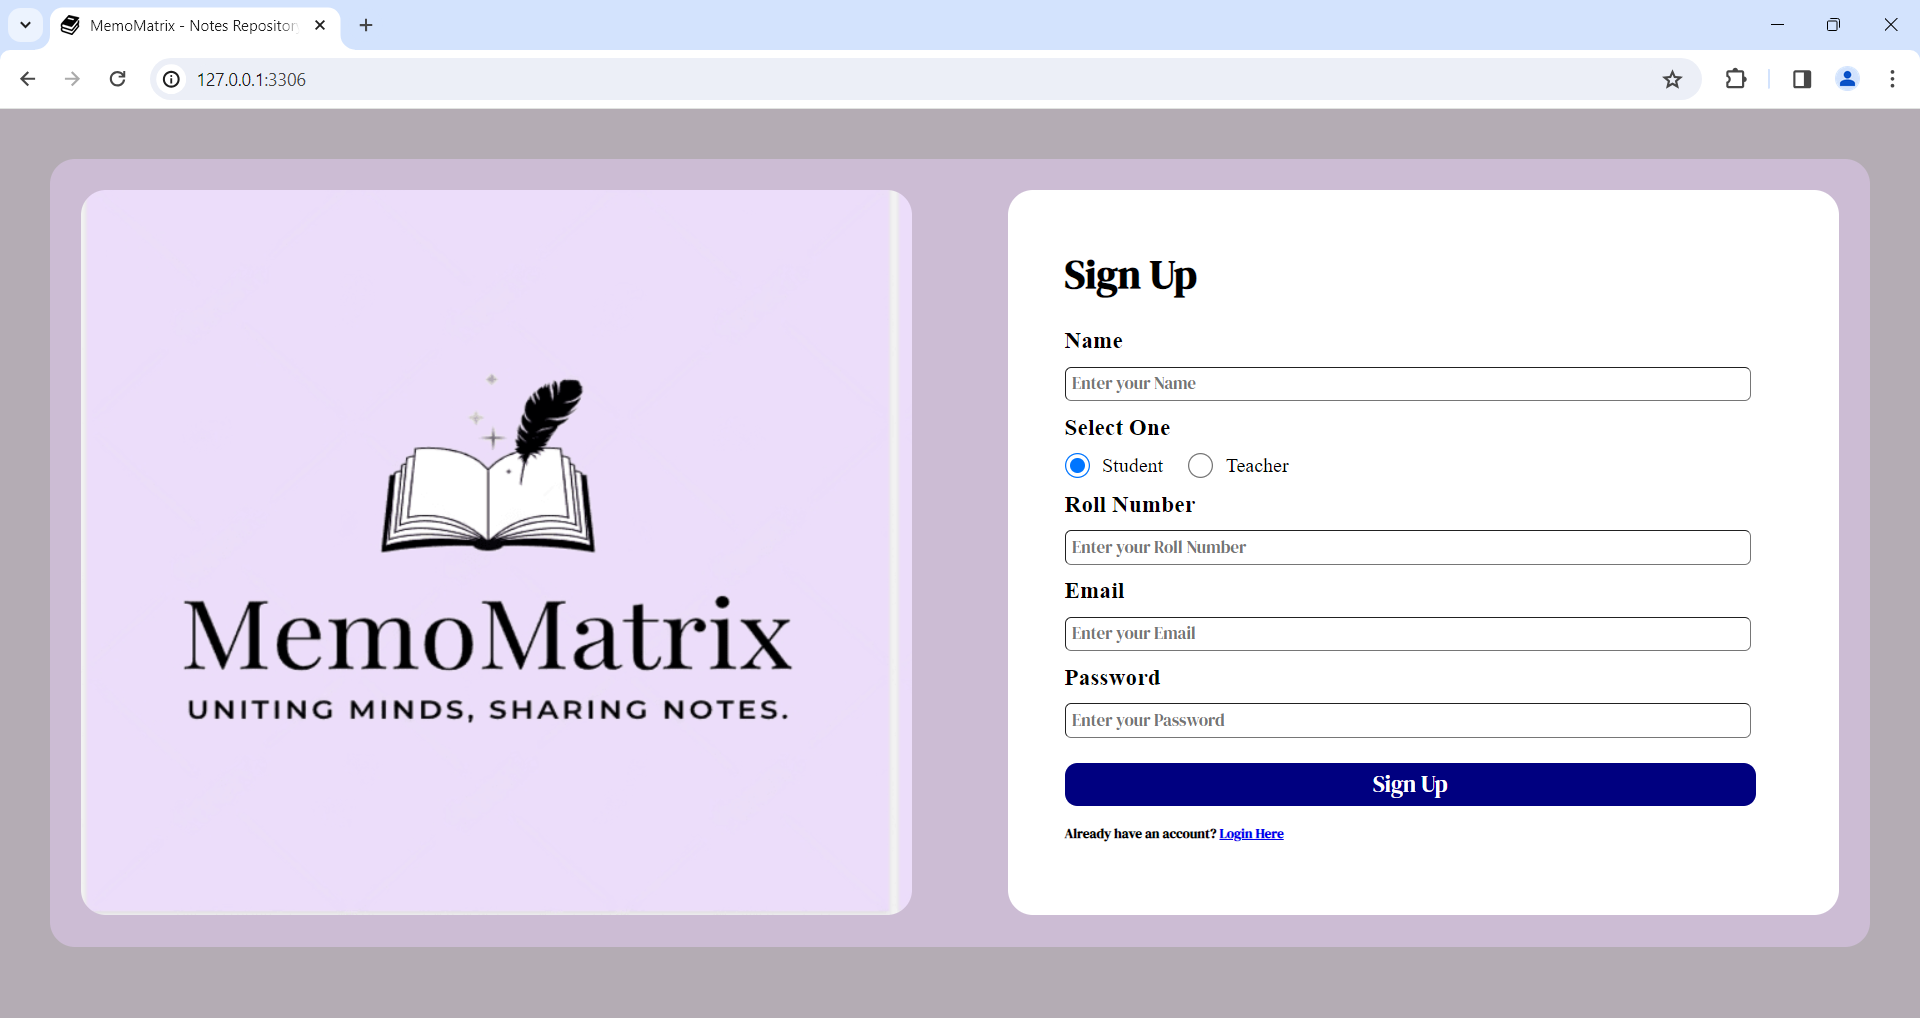 MemoMatrix - Notes Repositor
127.0.0.1:3306
MemoMatrix
UNITING MINDS, SHARING NOTES.
Sign Up
Name
Enter your Name
Select One
Student Teacher
Roll Number
Enter your Roll Number
Email
Enter your Email
Password
Enter your Password
Sign Up
Already have an account? Login Here